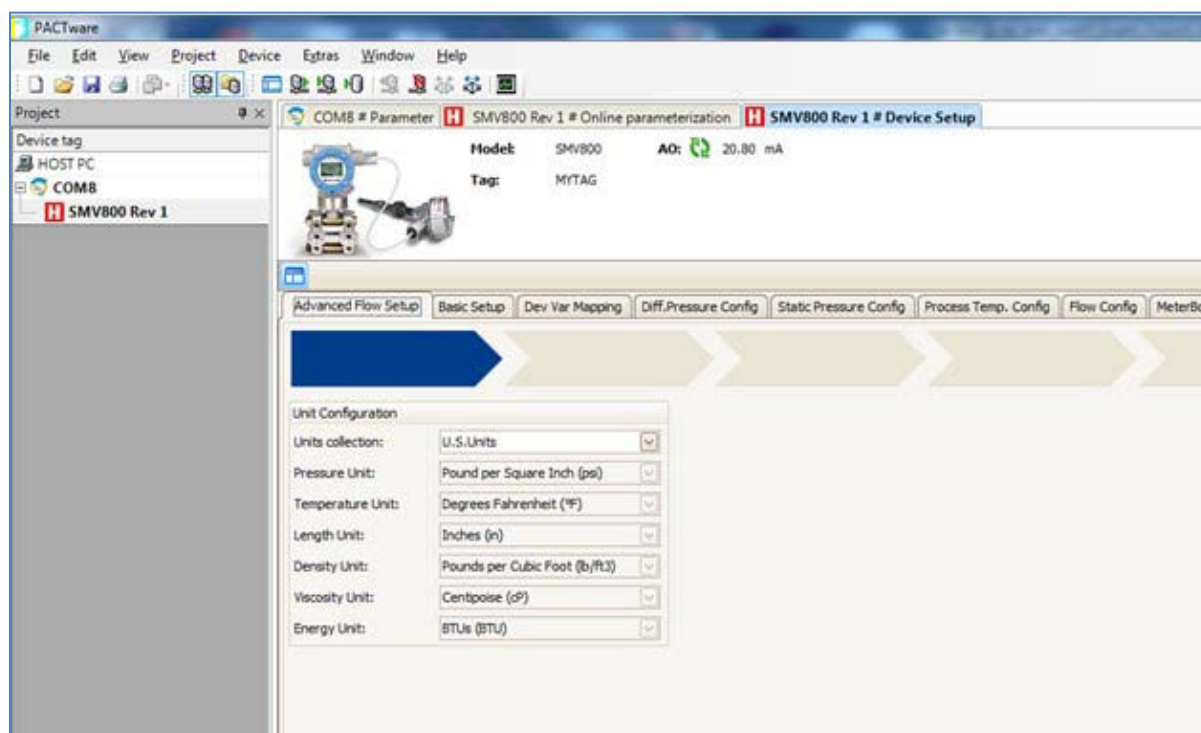 PACTware
File Edit View Project Device Extras Window Help
Project
Device tag
HOST PC
COM8
SMV800 Rev 1
COM8 # Parameter SMV800 Rev 1 # Online parameterization SMV800 Rev 1 # Device Setup
Model: SMV800 AO: 20.80 mA
Tag: MYTAG
Advanced Flow Setup Basic Setup Dev Var Mapping Diff.Pressure Config Static Pressure Config Process Temp. Config Flow Config
Unit Configuration
Units collection: U.S.Units
Pressure Unit: Pound per Square Inch (psi)
Temperature Unit: Degrees Fahrenheit (ºF)
Length Unit: Inches (in)
Density Unit: Pounds per Cubic Foot (lb/ft3)
Viscosity Unit: Centipoise (cP)
Energy Unit: BTUs (BTU)